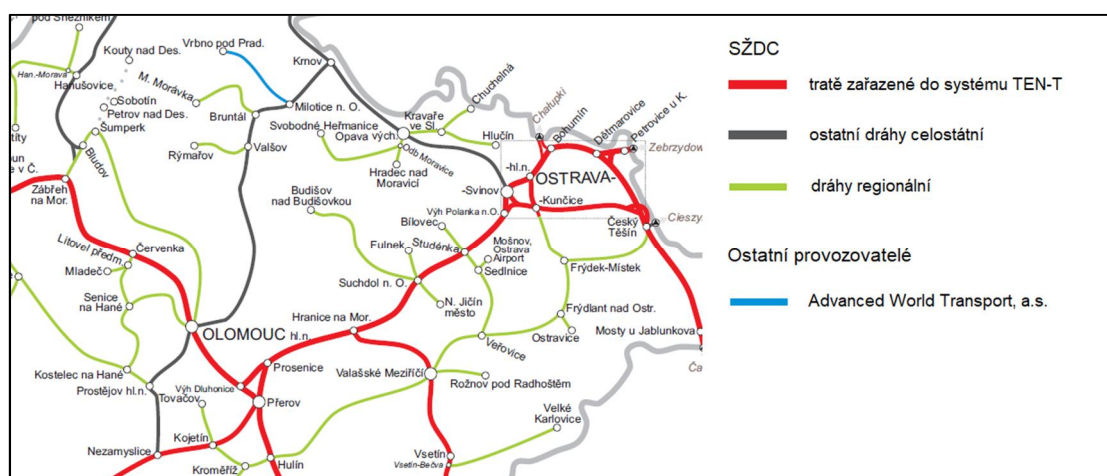 pod Sněžníkem
Vrbno pod Prad.
Kouty nad Des.
Krnov
Han.-Morava
Hanušovice
M. Morávka
Chuchelná
Sobotín
Petrov nad Des.
Milotice n. O.
Kravaře
ve Sl.
Chałupki
Bruntál
Svobodné Heřmanice
Opava vých.
Bohumín
Dětmarovice
Petrovice u K.
Šumperk
Hlučín
Rýmařov
Valšov
Odb Moravice
Zebrzydow
-hl.n.
OSTRAVA-
Bludov
Hradec nad
Moravicí
-Svinov
Zábřeh
na Mor.
Budišov
nad Budišovkou
-Kunčice
Výh Polanka n.O.
Cieszy
Bílovec
Český
Těšín
Litovel předm.
Červenka
Fulnek
Studénka
Mošnov,
Ostrava
Airport
Mladeč
Sedlnice
Frýdek-Místek
Suchdol n. O.
Senice
na Hané
N. Jičín
město
Frýdlant nad Ostr.
Hranice na Mor.
OLOMOUC hl.n.
Ostravice
Mosty u Jablunkova
Veřovice
Prosenice
Kostelec na Hané
Valašské Meziříčí
Prostějov hl.n.
Výh Dluhonice
Rožnov pod Radhoštěm
Tovačov
Přerov
Velké
Karlovice
Kojetín
Nezamyslice
Vsetín
Vsetín-Bečva
Kroměříž
Hulín
SŽDC
tratě zařazené do systému TEN-T
ostatní dráhy celostátní
dráhy regionální
Ostatní provozovatelé
Advanced World Transport, a.s.